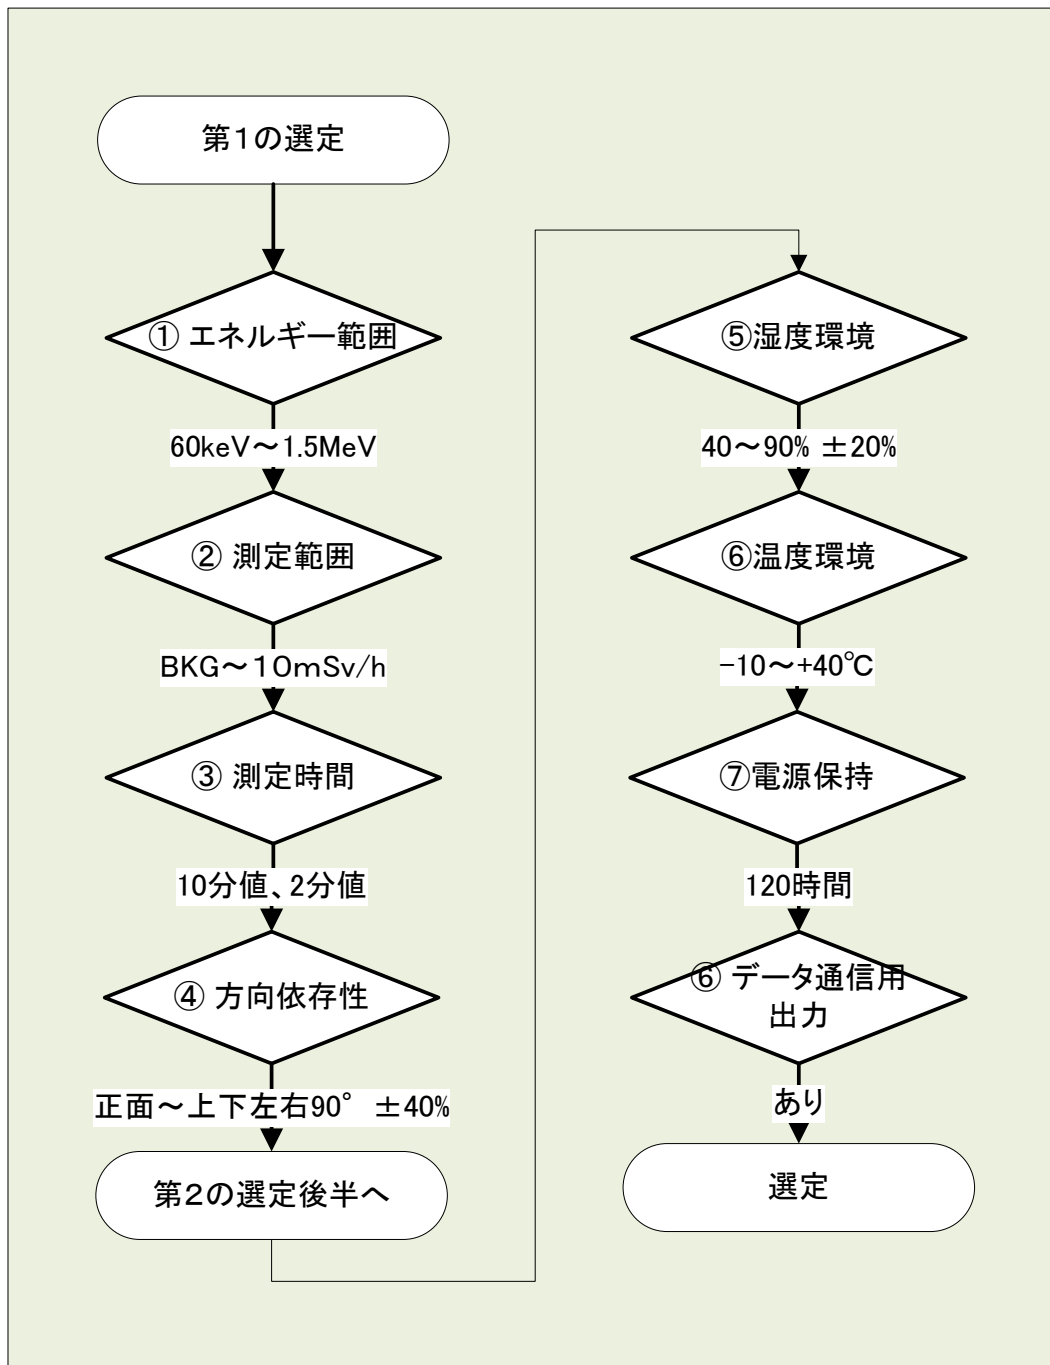 第1の選定
① エネルギー範囲
60keV～1.5MeV
② 測定範囲
BKG～10mSv/h
③ 測定時間
10分値、2分値
④ 方向依存性
正面～上下左右90° ±40%
第2の選定後半へ
⑤湿度環境
40～90% ±20%
⑥温度環境
-10～+40℃
⑦電源保持
120時間
⑥ データ通信用
出力
あり
選定